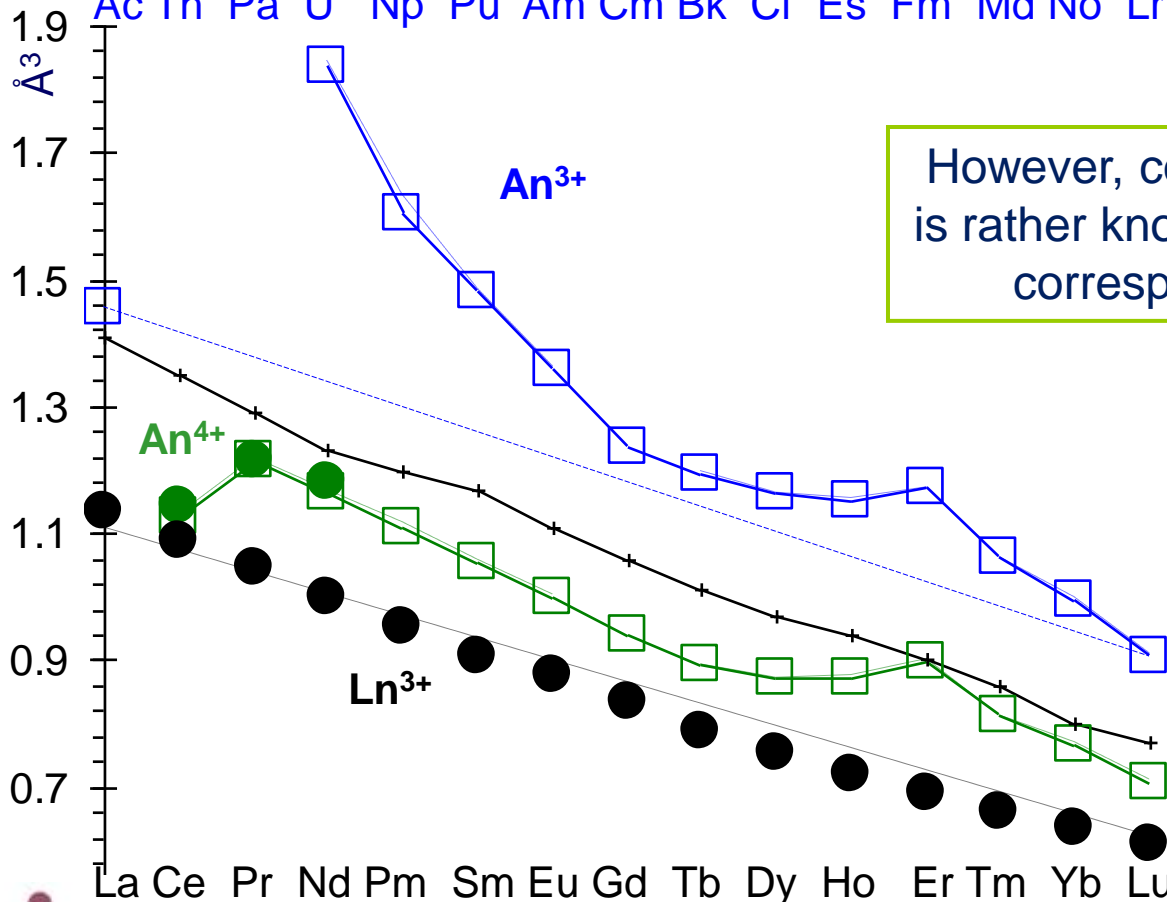 Ac Th Pa U Np Pu Am Cm Bk Cf Es Fm Md No Lr
1.9
Å³
1.7
An³⁺
However, co
is rather kno
corresp
1.5
1.3
An⁴⁺
1.1
0.9
Ln³⁺
0.7
La Ce Pr Nd Pm Sm Eu Gd Tb Dy Ho Er Tm Yb Lu